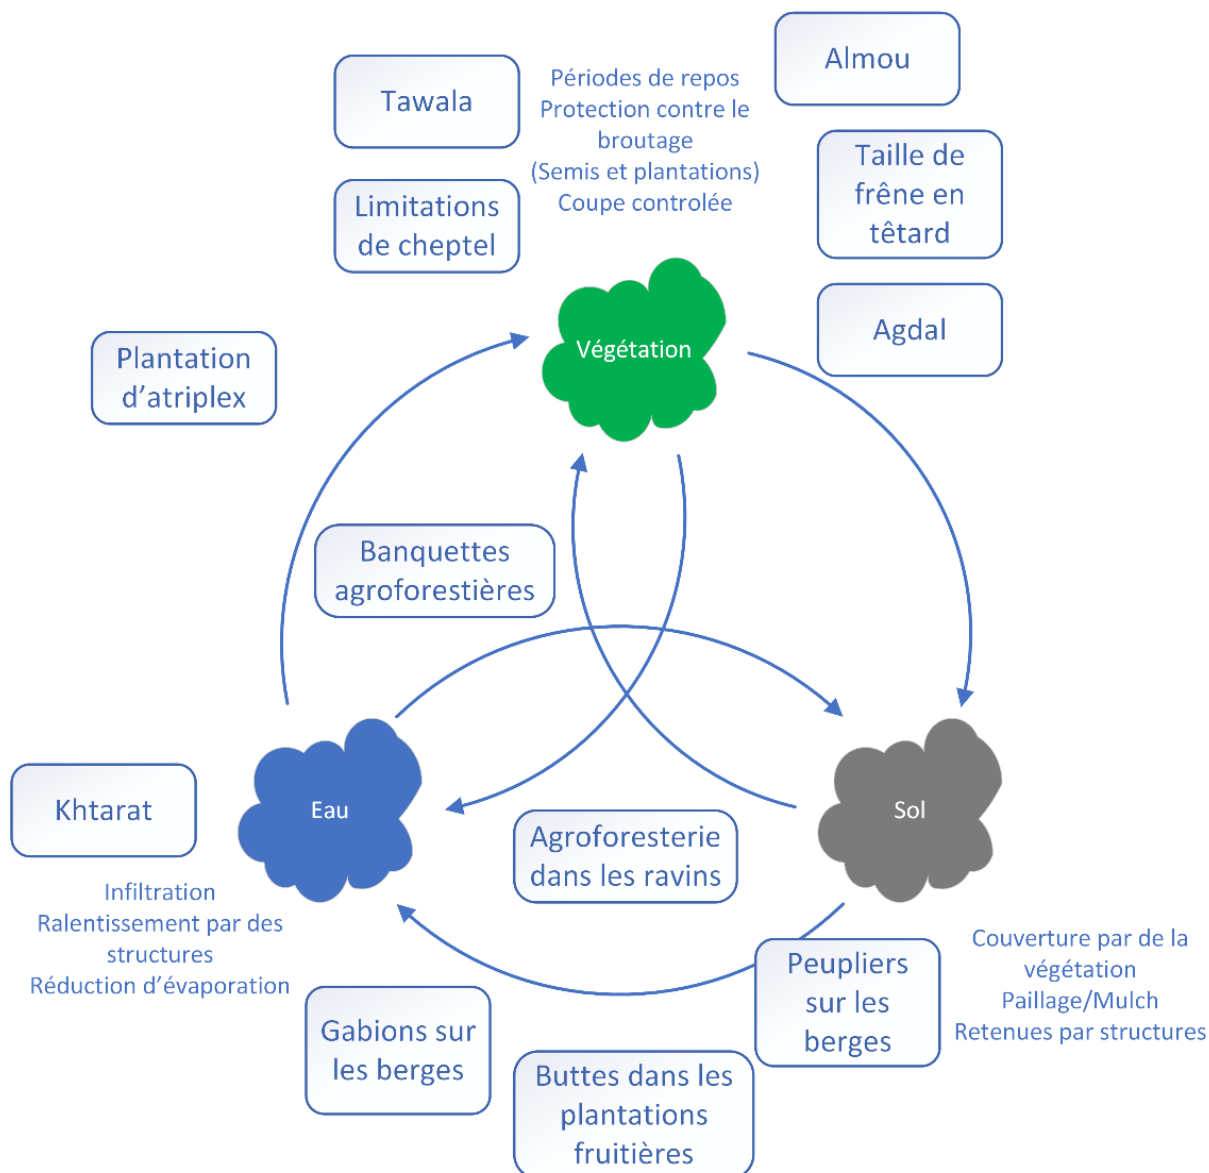 Almou
Tawala
Périodes de repos
Protection contre le
broutage
(Semis et plantations)
Coupe controlée
Taille de
frêne en
têtard
Limitations
de cheptel
Agdal
Végétation
Plantation
d’atriplex
Banquettes
agroforestières
Khtarat
Eau
Sol
Agroforesterie
dans les ravins
Infiltration
Ralentissement par des
structures
Réduction d’évaporation
Peupliers
sur les
berges
Couverture par de la
végétation
Paillage/Mulch
Retenues par structures
Gabions sur
les berges
Buttes dans les
plantations
fruitières